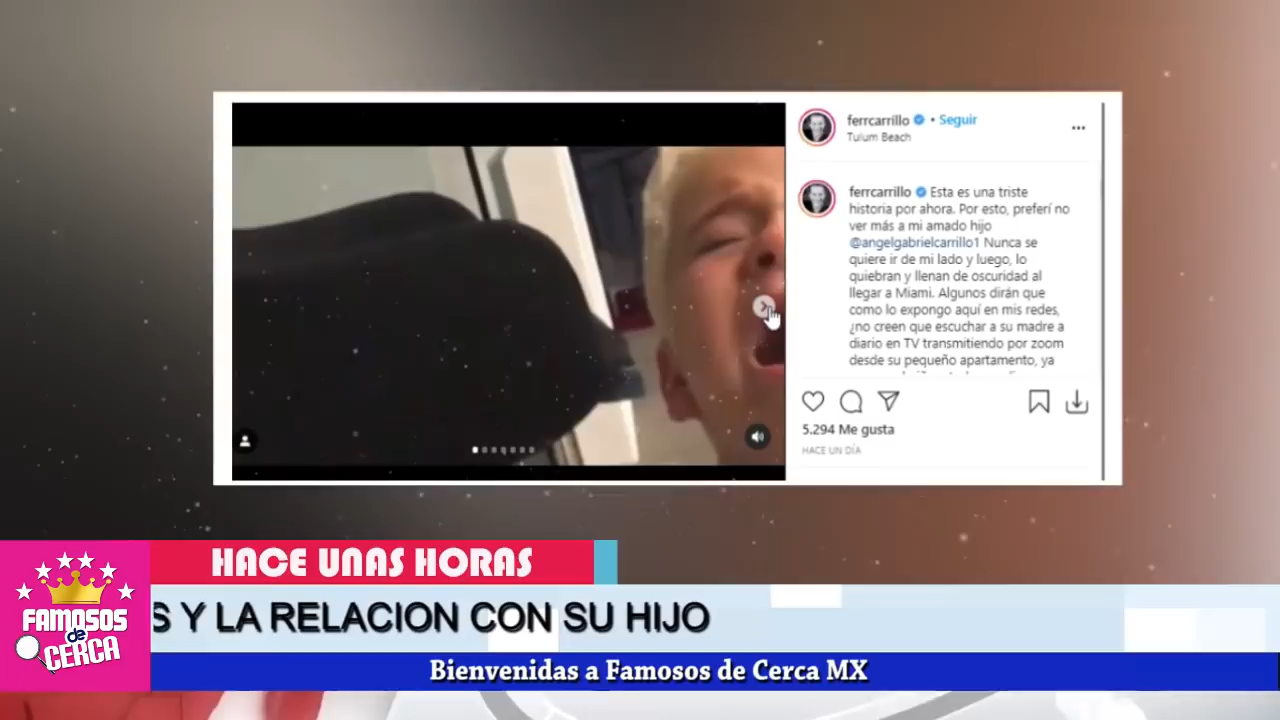 ferrcarrillo • Seguir
Tulum Beach
ferrcarrillo Esta es una triste
historia por ahora. Por esto, preferí no
ver más a mi amado hijo
@angelgabrielcarrillo1 Nunca se
quiere ir de mi lado y luego, lo
quiebran y llenan de oscuridad al
llegar a Miami. Algunos dirán que
como lo expongo aquí en mis redes,
¿no creen que escuchar a su madre a
diario en TV transmitiendo por zoom
desde su pequeño apartamento, ya
5.294 Me gusta
HACE UN DÍA
HACE UNAS HORAS
S Y LA RELACION CON SU HIJO
FAMOSOS
de
CERCA
Bienvenidas a Famosos de Cerca MX